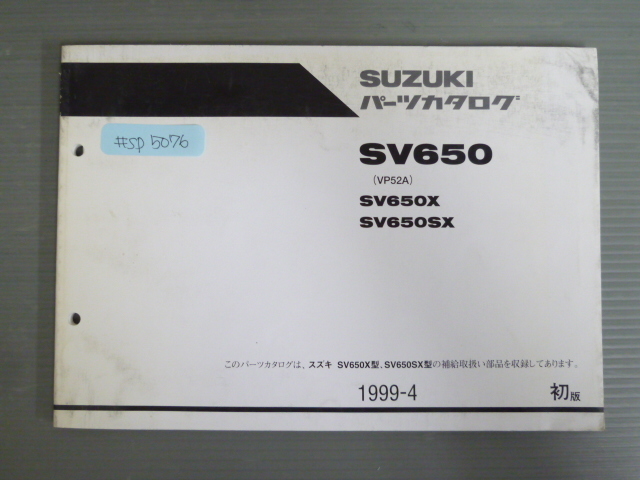 SUZUKI
パーツカタログ
#SP 5076
SV650
(VP52A)
SV650X
SV650SX
このパーツカタログは、スズキ SV650X型、SV650SX型の補給取扱い部品を収録してあります。
1999-4
初版